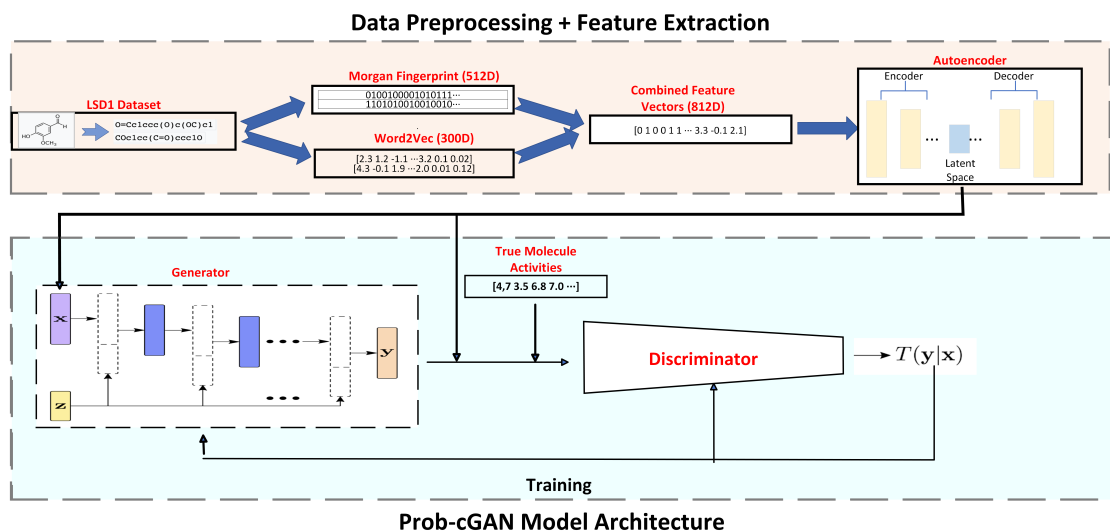 Data Preprocessing + Feature Extraction
LSD1 Dataset
O
H
HO
OCH3
O=Cc1ccc(O)c(OC)c1
COc1cc(C=O)ccc1O
Morgan Fingerprint (512D)
0100100001010111...
1101010010010010...
Word2Vec (300D)
[2.3 1.2 -1.1 ...3.2 0.1 0.02]
[4.3 -0.1 1.9 ...2.0 0.01 0.12]
Combined Feature
Vectors (812D)
[0 1 0 0 1 1 ... 3.3 -0.1 2.1]
Autoencoder
Encoder
Decoder
...
...
Latent
Space
Generator
x
z
...
...
y
True Molecule
Activities
[4,7 3.5 6.8 7.0 ...]
Discriminator
T(y|x)
Training
Prob-cGAN Model Architecture